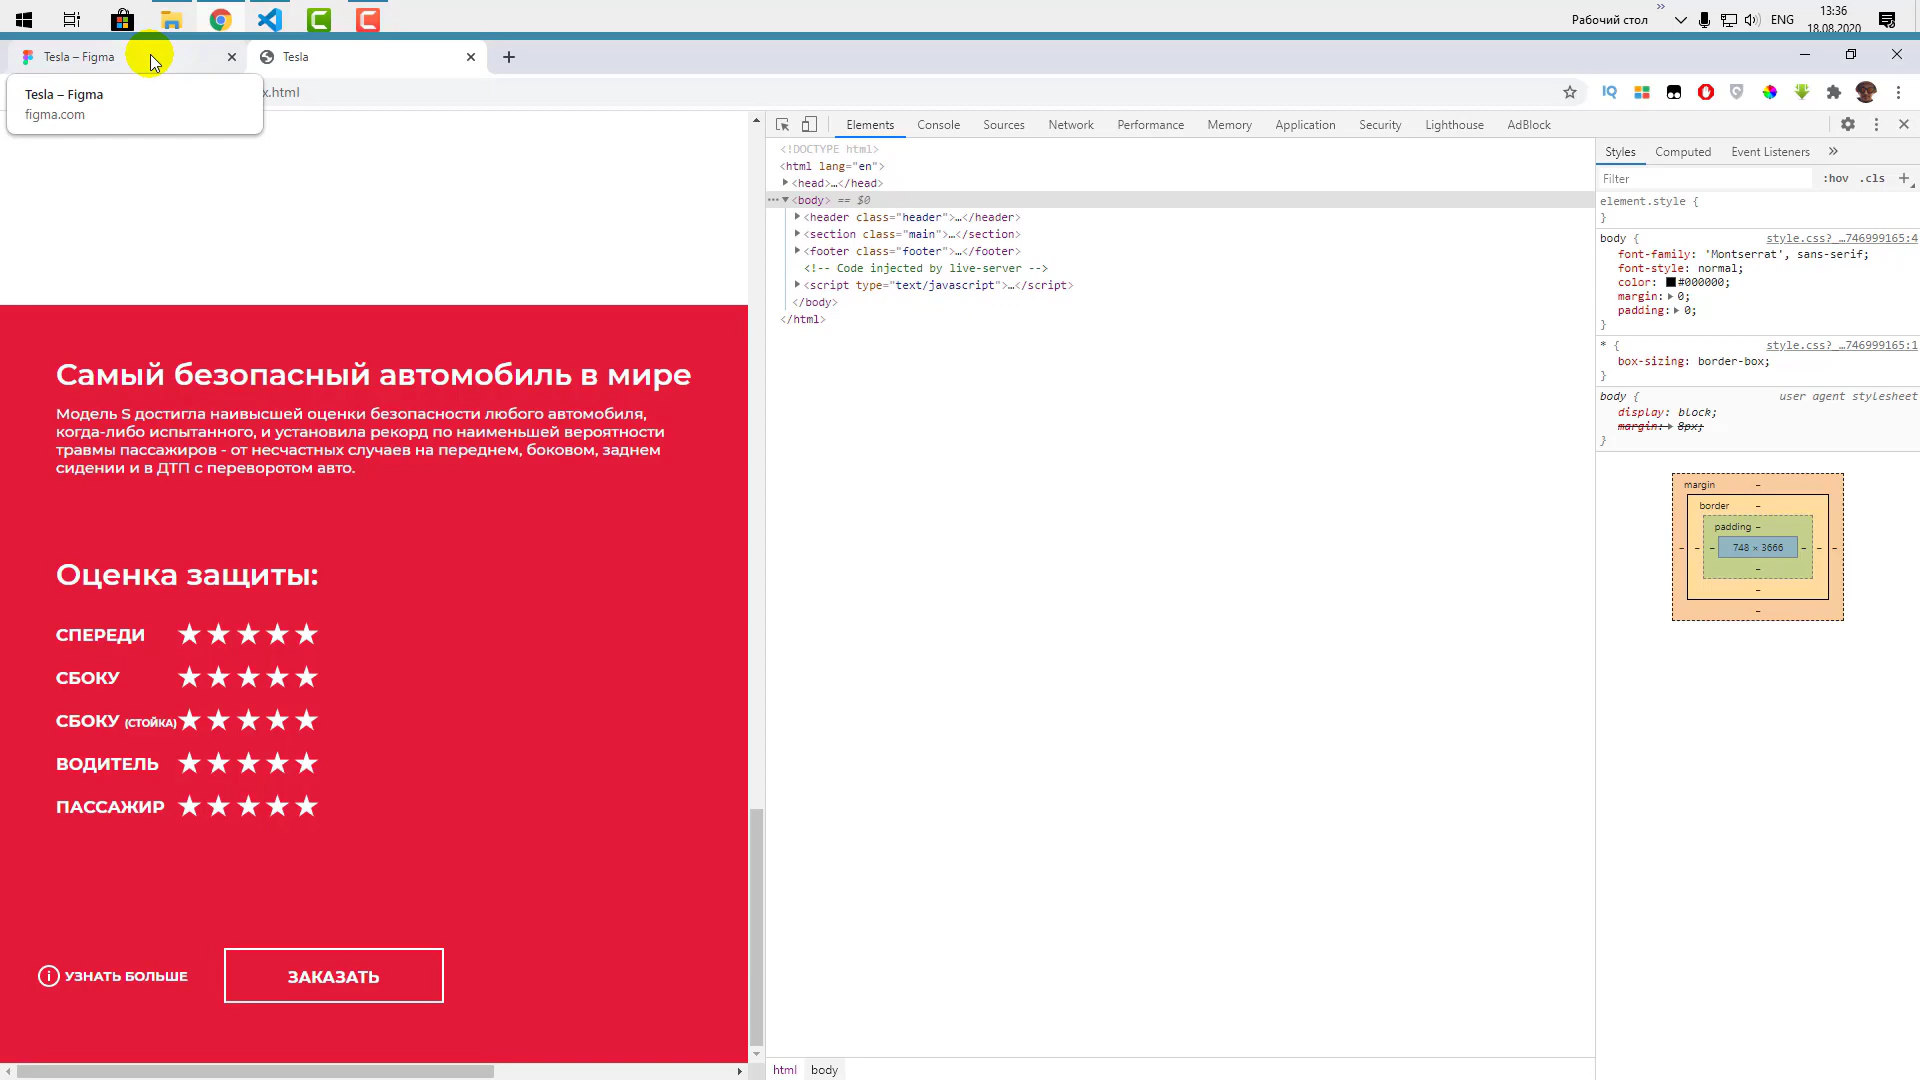 Рабочий стол
»
ENG
13:36
18.08.2020
Tesla – Figma
Tesla
Tesla – Figma
figma.com
x.html
IQ
Elements
Console
Sources
Network
Performance
Memory
Application
Security
Lighthouse
AdBlock
<!DOCTYPE html>
<html lang="en">
<head>…</head>
<body> == $0
<header class="header">…</header>
<section class="main">…</section>
<footer class="footer">…</footer>
<!-- Code injected by live-server -->
<script type="text/javascript">…</script>
</body>
</html>
Styles
Computed
Event Listeners
»
Filter
:hov
.cls
+
element.style {
}
body {
style.css?_…746999165:4
font-family: 'Montserrat', sans-serif;
font-style: normal;
color: #000000;
margin: 0;
padding: 0;
}
* {
style.css?_…746999165:1
box-sizing: border-box;
}
body {
user agent stylesheet
display: block;
margin: 8px;
}
margin –
border –
padding –
– – – 748 × 3666 – – –
–
–
–
Самый безопасный автомобиль в мире
Модель S достигла наивысшей оценки безопасности любого автомобиля,
когда-либо испытанного, и установила рекорд по наименьшей вероятности
травмы пассажиров - от несчастных случаев на переднем, боковом, заднем
сидении и в ДТП с переворотом авто.
Оценка защиты:
СПЕРЕДИ ★★★★★
СБОКУ ★★★★★
СБОКУ (СТОЙКА) ★★★★★
ВОДИТЕЛЬ ★★★★★
ПАССАЖИР ★★★★★
УЗНАТЬ БОЛЬШЕ
ЗАКАЗАТЬ
html
body